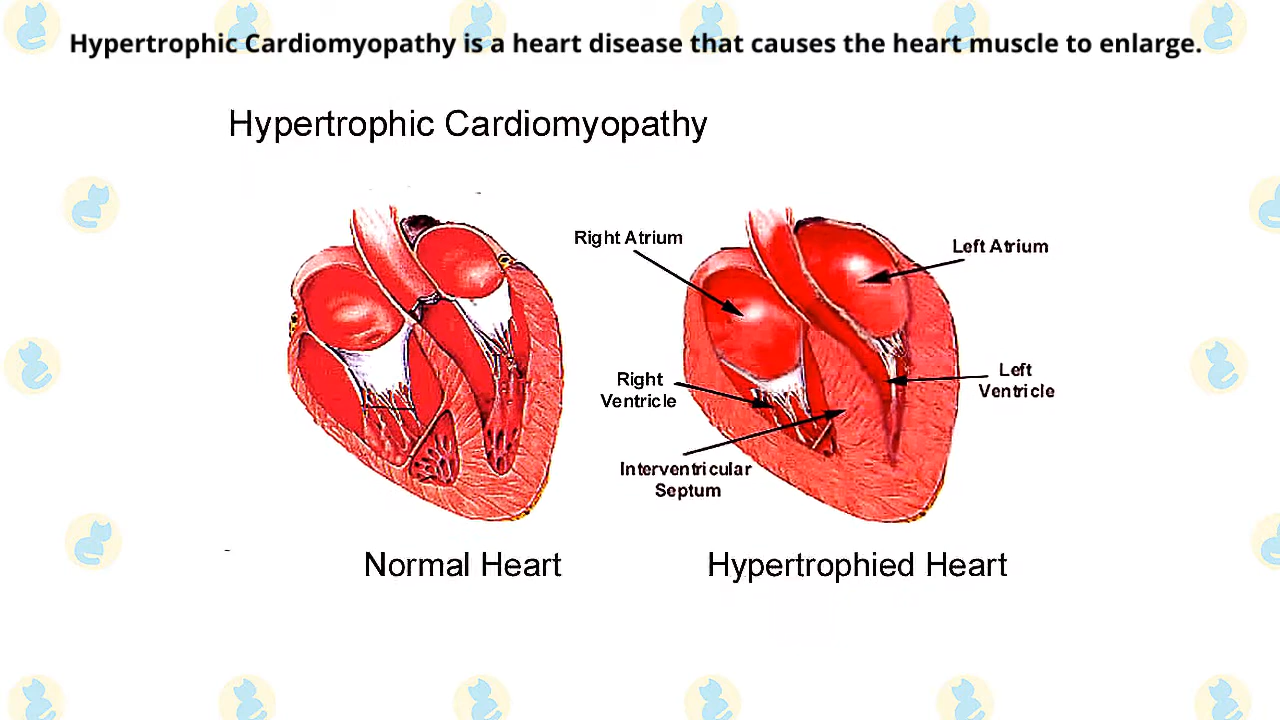 Hypertrophic Cardiomyopathy is a heart disease that causes the heart muscle to enlarge.
Hypertrophic Cardiomyopathy
Right Atrium
Left Atrium
Right
Ventricle
Left
Ventricle
Interventricular
Septum
Normal Heart
Hypertrophied Heart